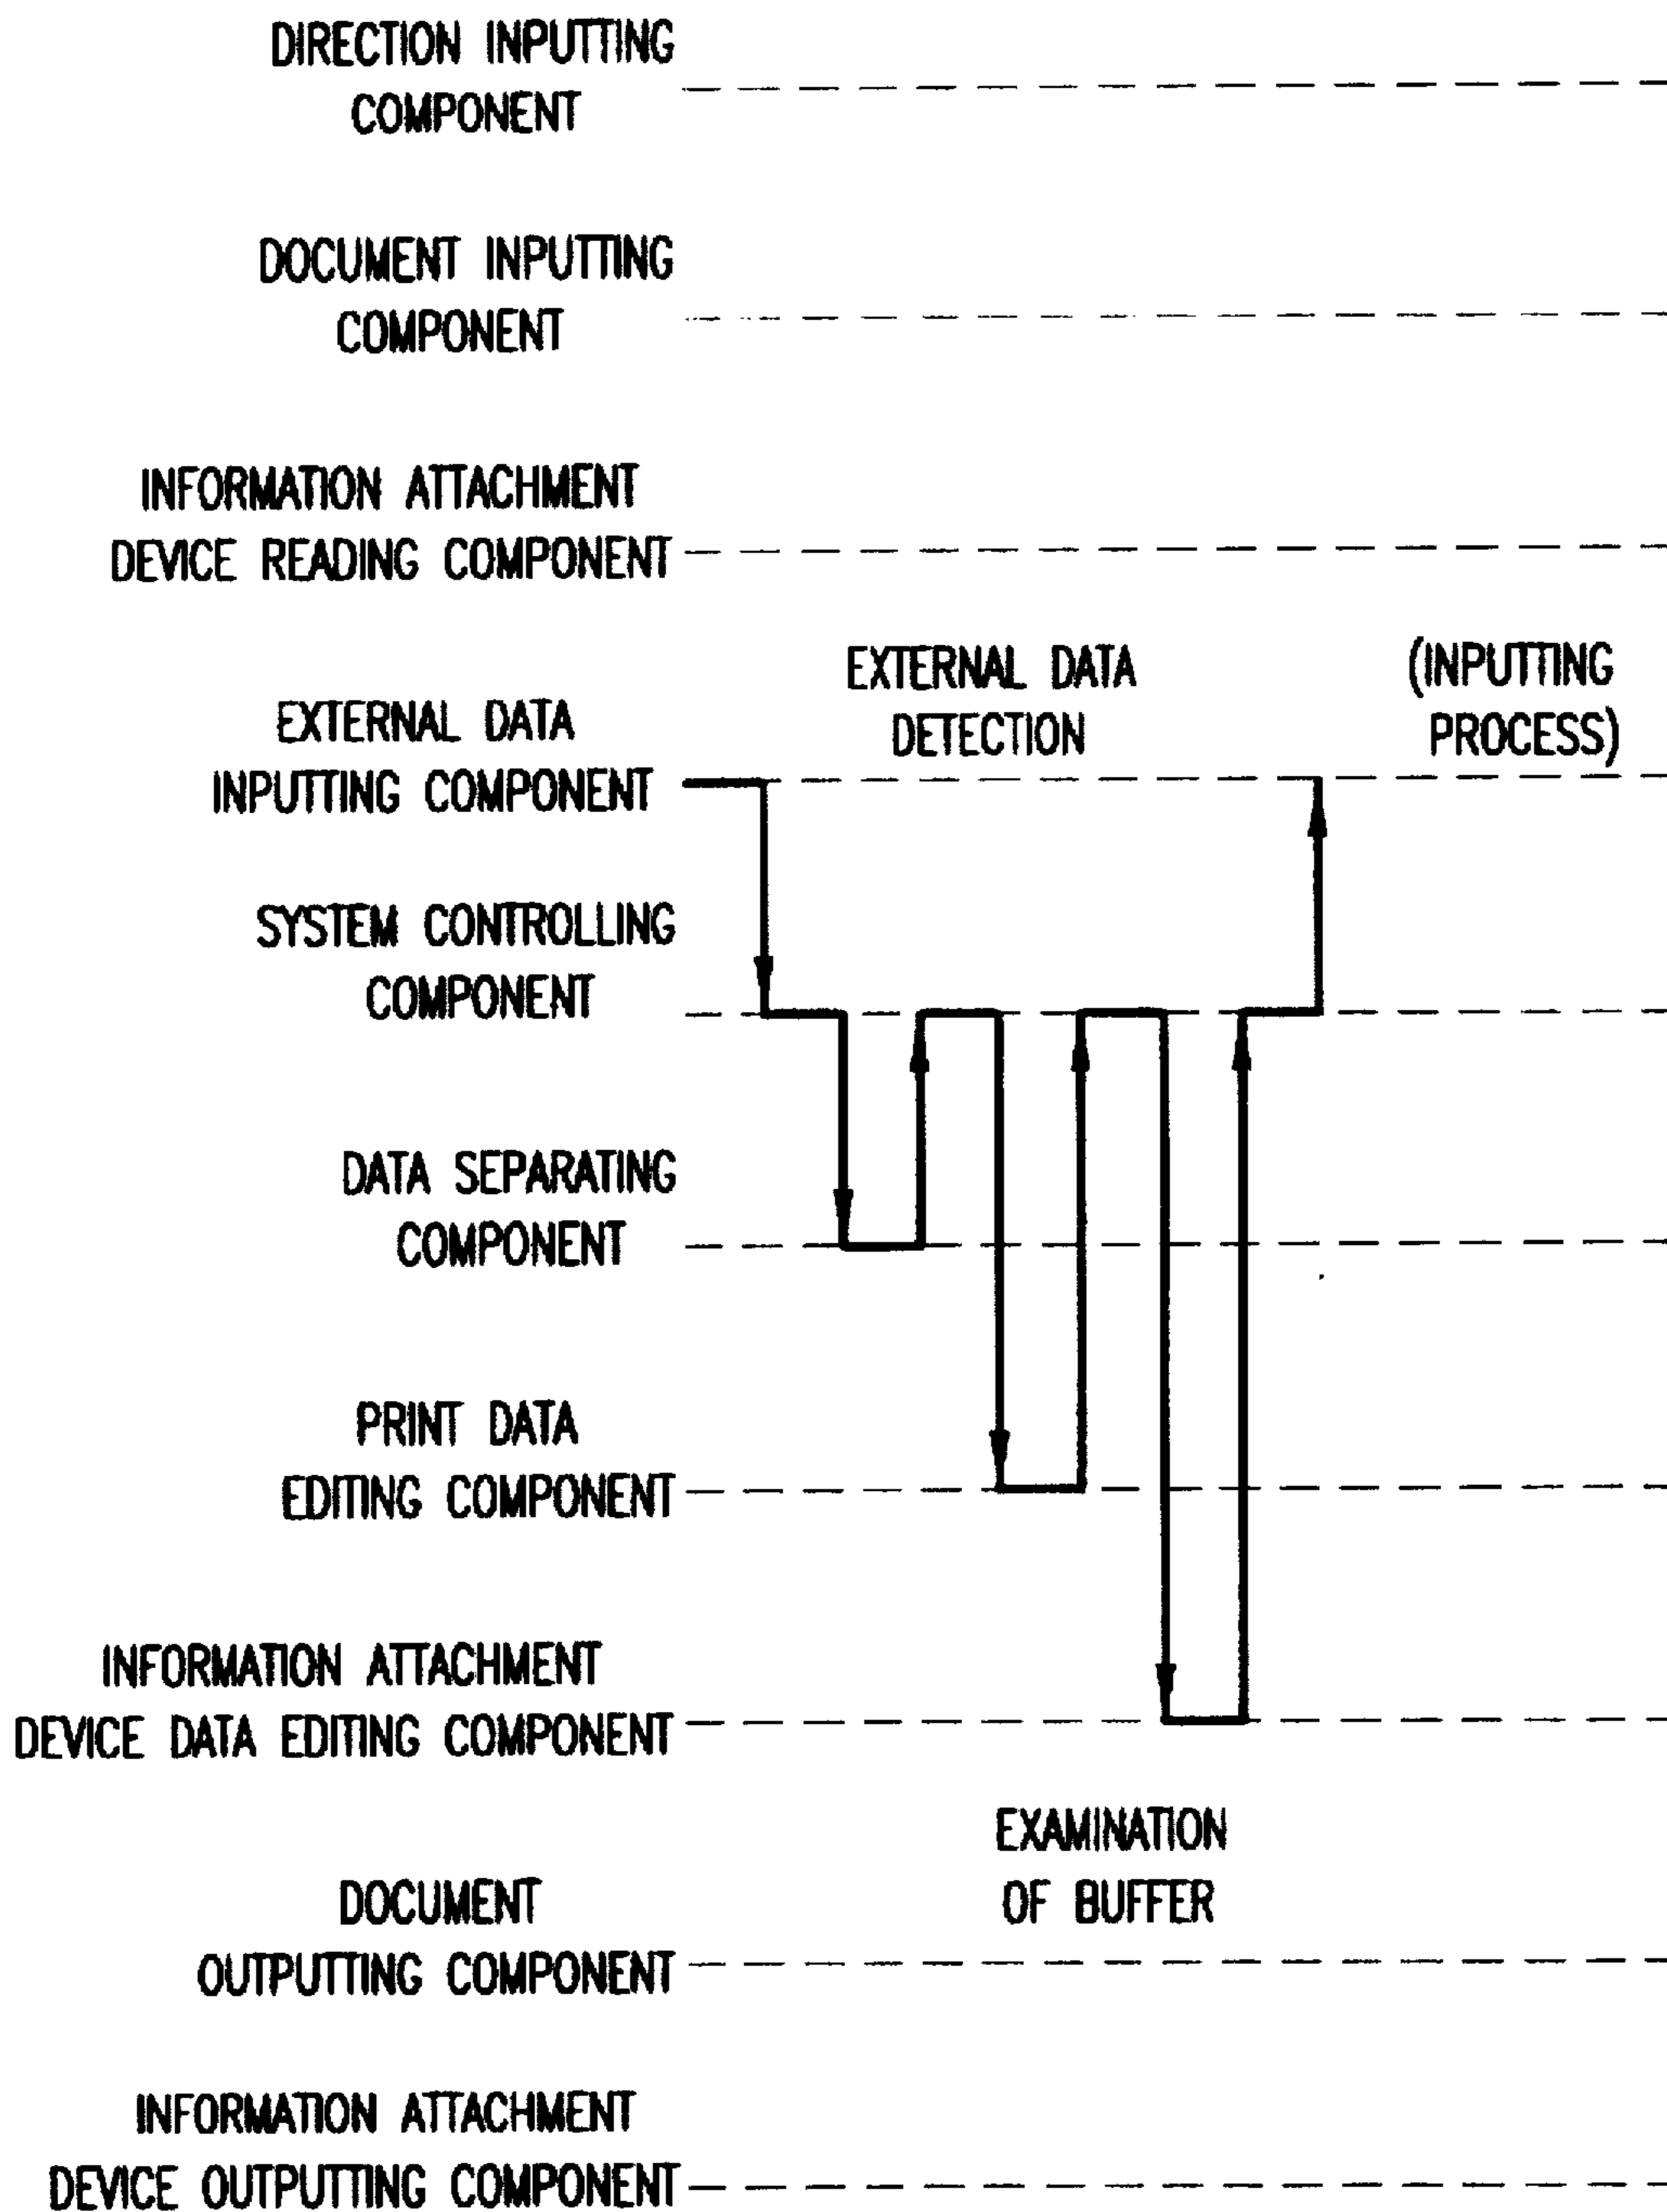 DIRECTION INPUTTING
COMPONENT
DOCUMENT INPUTTING
COMPONENT
INFORMATION ATTACHMENT
DEVICE READING COMPONENT
EXTERNAL DATA
DETECTION
(INPUTTING
PROCESS)
EXTERNAL DATA
INPUTTING COMPONENT
SYSTEM CONTROLLING
COMPONENT
DATA SEPARATING
COMPONENT
PRINT DATA
EDITING COMPONENT
INFORMATION ATTACHMENT
DEVICE DATA EDITING COMPONENT
EXAMINATION
OF BUFFER
DOCUMENT
OUTPUTTING COMPONENT
INFORMATION ATTACHMENT
DEVICE OUTPUTTING COMPONENT